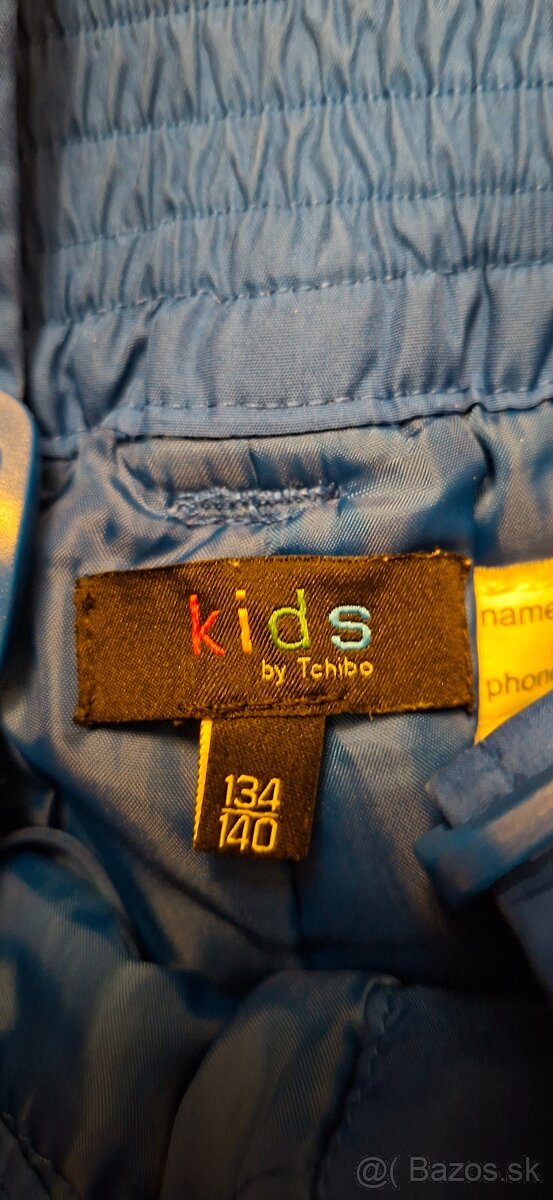 kids
by Tchibo
name
phone
134
140
@( Bazos.sk